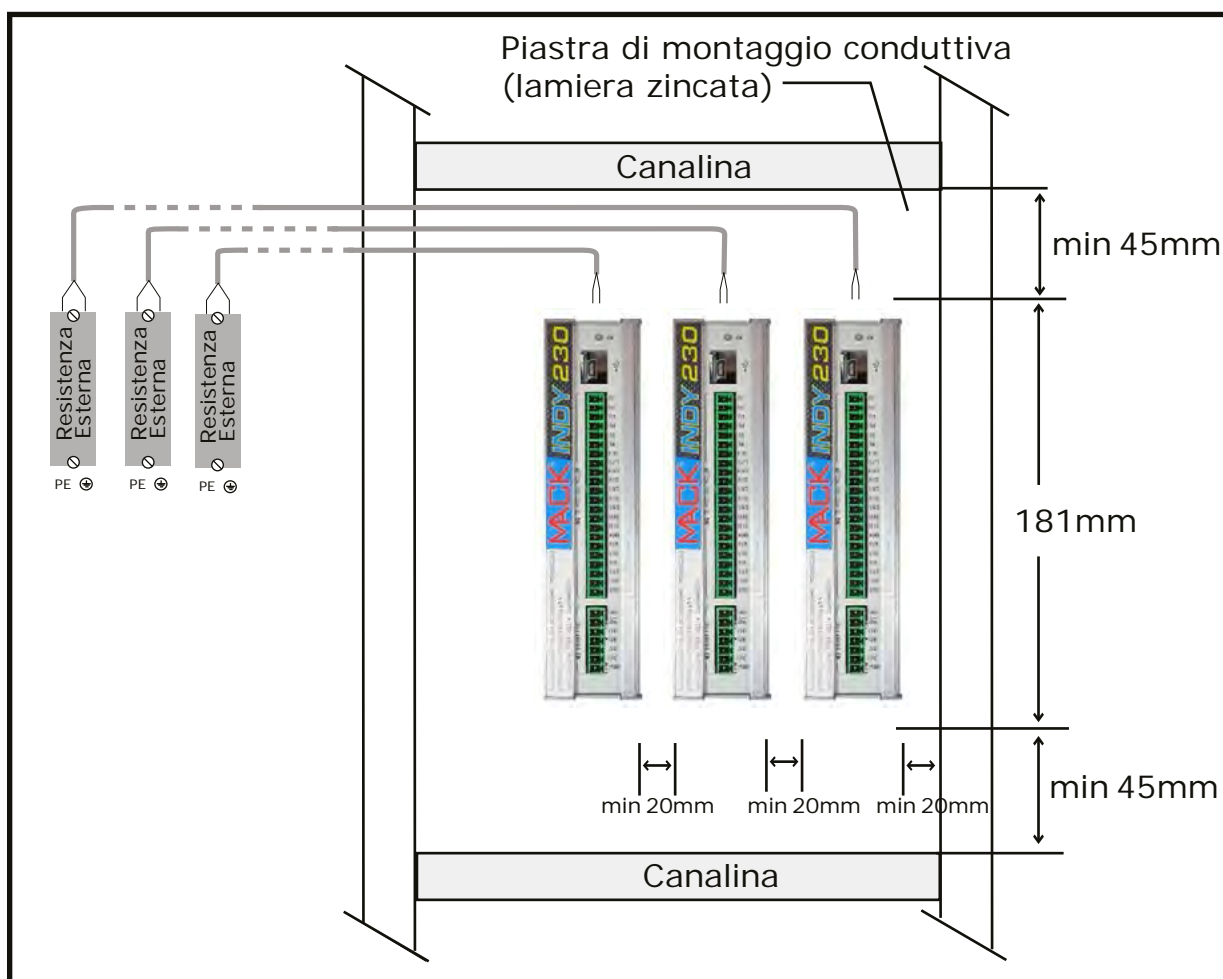 Piastra di montaggio conduttiva
(lamiera zincata)
Canalina
min 45mm
Resistenza
Esterna
PE
Resistenza
Esterna
PE
Resistenza
Esterna
PE
MACK INDY 230
MACK INDY 230
MACK INDY 230
181mm
min 20mm
min 20mm
min 20mm
min 45mm
Canalina